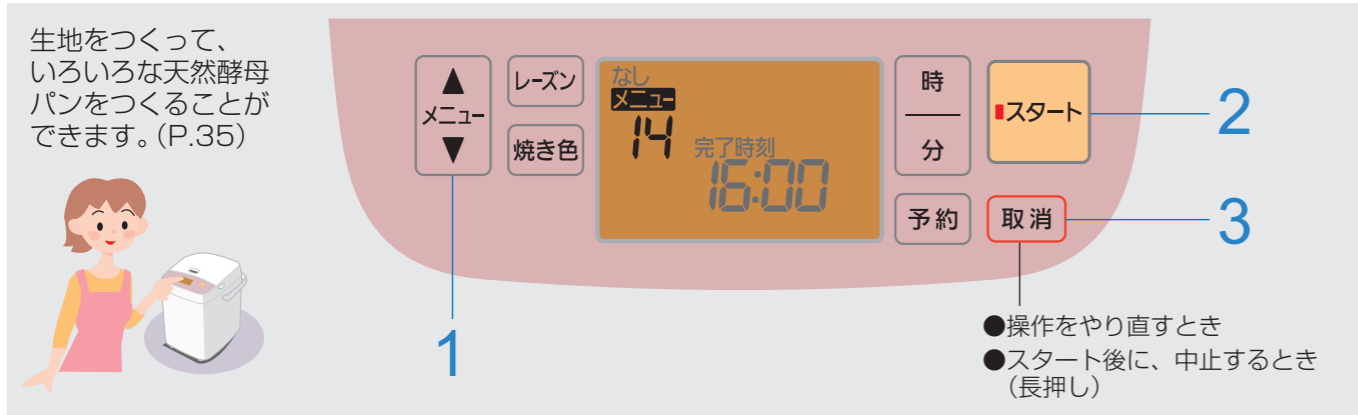 生地をつくって、
いろいろな天然酵母
パンをつくることが
できます。(P.35)
▲
メニュー
▼
レーズン
焼き色
なし
メニュー
14
完了時刻
16:00
時
分
予約
スタート
取消
1
2
3
●操作をやり直すとき
●スタート後に、中止するとき
(長押し)